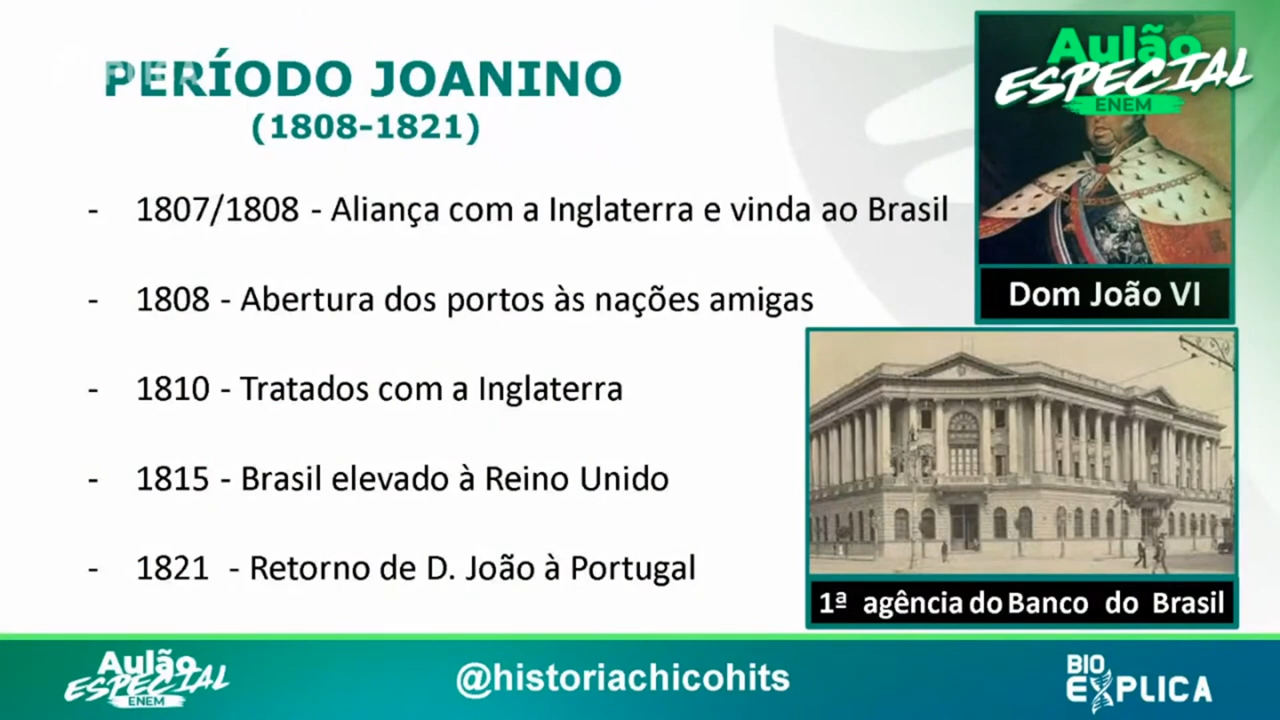 PERÍODO JOANINO
(1808-1821)
- 1807/1808 - Aliança com a Inglaterra e vinda ao Brasil
- 1808 - Abertura dos portos às nações amigas
- 1810 - Tratados com a Inglaterra
- 1815 - Brasil elevado à Reino Unido
- 1821 - Retorno de D. João à Portugal
Aulão
ESPECIAL
ENEM
Dom João VI
1ª agência do Banco do Brasil
Aulão
ESPECIAL
ENEM
@historiachicohits
BIO
EXPLICA